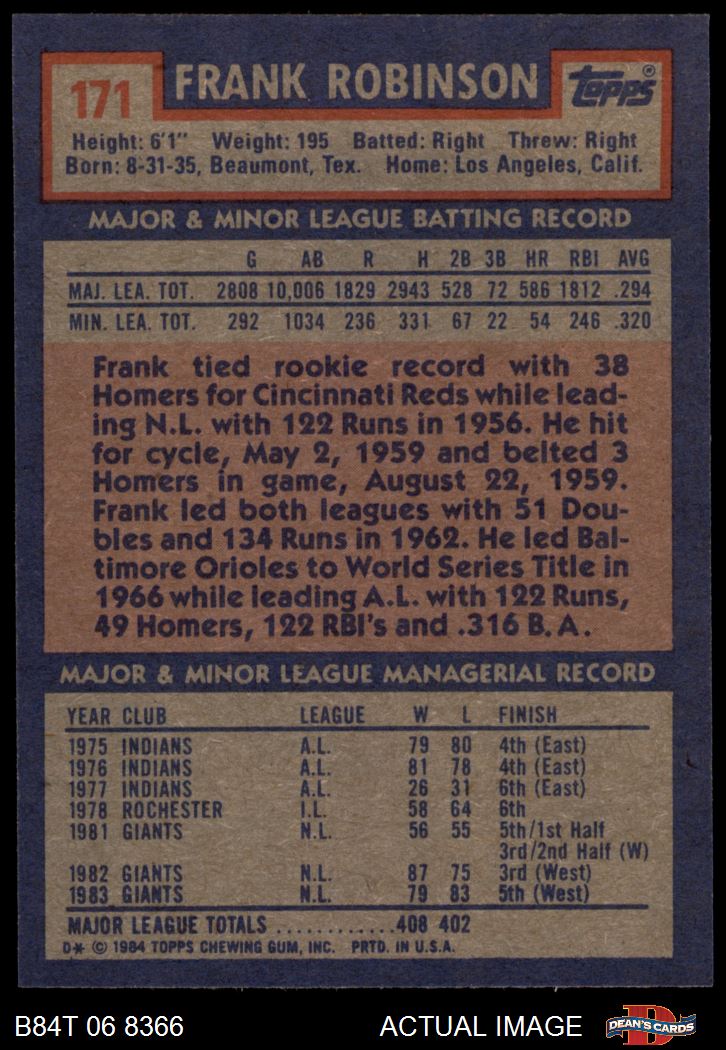 171 FRANK ROBINSON Topps®
Height: 6'1" Weight: 195 Batted: Right Threw: Right
Born: 8-31-35, Beaumont, Tex. Home: Los Angeles, Calif.
MAJOR & MINOR LEAGUE BATTING RECORD
G AB R H 2B 3B HR RBI AVG
MAJ. LEA. TOT. 2808 10,006 1829 2943 528 72 586 1812 .294
MIN. LEA. TOT. 292 1034 236 331 67 22 54 246 .320
Frank tied rookie record with 38
Homers for Cincinnati Reds while lead-
ing N.L. with 122 Runs in 1956. He hit
for cycle, May 2, 1959 and belted 3
Homers in game, August 22, 1959.
Frank led both leagues with 51 Dou-
bles and 134 Runs in 1962. He led Bal-
timore Orioles to World Series Title in
1966 while leading A.L. with 122 Runs,
49 Homers, 122 RBI's and .316 B.A.
MAJOR & MINOR LEAGUE MANAGERIAL RECORD
YEAR CLUB LEAGUE W L FINISH
1975 INDIANS A.L. 79 80 4th (East)
1976 INDIANS A.L. 81 78 4th (East)
1977 INDIANS A.L. 26 31 6th (East)
1978 ROCHESTER I.L. 58 64 6th
1981 GIANTS N.L. 56 55 5th/1st Half
3rd/2nd Half (W)
1982 GIANTS N.L. 87 75 3rd (West)
1983 GIANTS N.L. 79 83 5th (West)
MAJOR LEAGUE TOTALS ............408 402
D* © 1984 TOPPS CHEWING GUM, INC. PRTD. IN U.S.A.
B84T 06 8366 ACTUAL IMAGE D DEAN'S CARDS